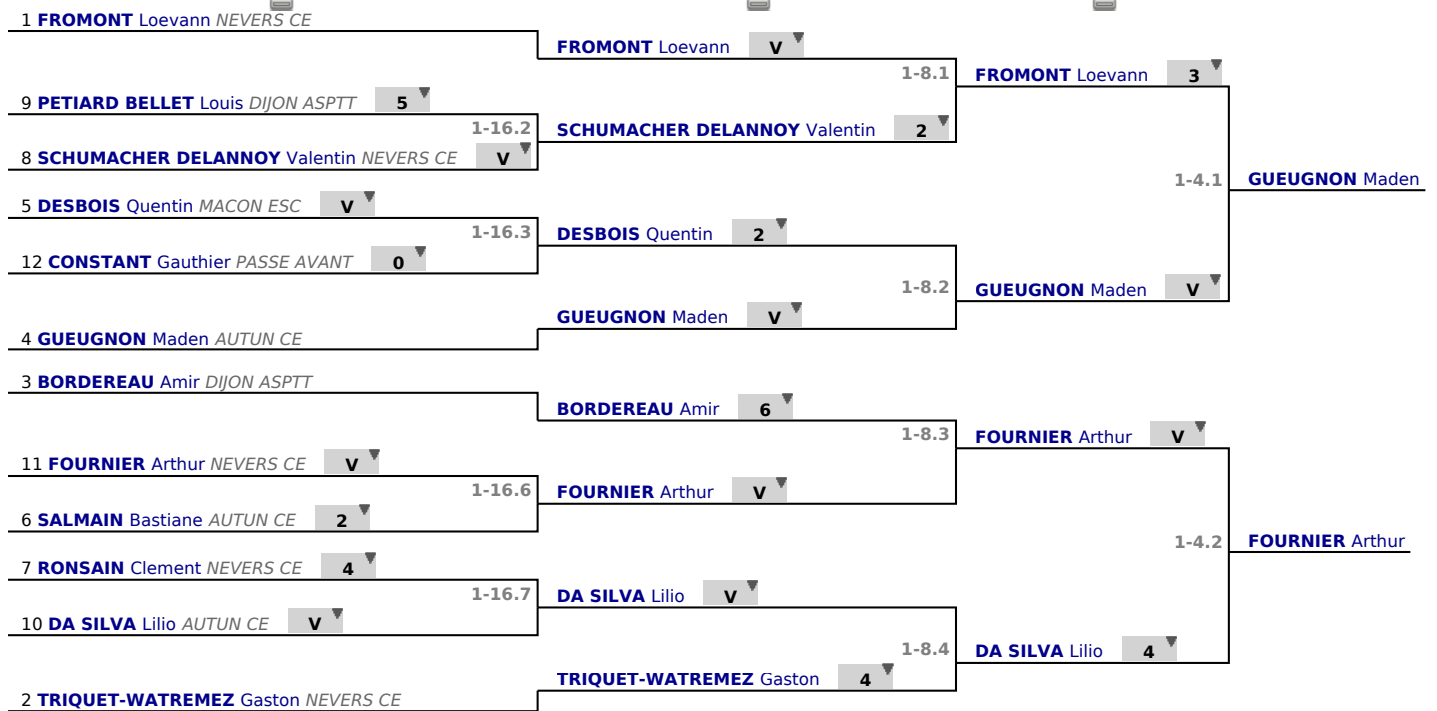 1 FROMONT Loevann NEVERS CE
9 PETIARD BELLET Louis DIJON ASPTT 5
1-16.2
8 SCHUMACHER DELANNOY Valentin NEVERS CE V
5 DESBOIS Quentin MACON ESC V
1-16.3
12 CONSTANT Gauthier PASSE AVANT 0
4 GUEUGNON Maden AUTUN CE
3 BORDEREAU Amir DIJON ASPTT
11 FOURNIER Arthur NEVERS CE V
1-16.6
6 SALMAIN Bastiane AUTUN CE 2
7 RONSAIN Clement NEVERS CE 4
1-16.7
10 DA SILVA Lilio AUTUN CE V
2 TRIQUET-WATREMEZ Gaston NEVERS CE
FROMONT Loevann V
1-8.1
SCHUMACHER DELANNOY Valentin 2
DESBOIS Quentin 2
1-8.2
GUEUGNON Maden V
BORDEREAU Amir 6
1-8.3
FOURNIER Arthur V
DA SILVA Lilio V
1-8.4
TRIQUET-WATREMEZ Gaston 4
FROMONT Loevann 3
1-4.1
GUEUGNON Maden V
FOURNIER Arthur V
1-4.2
DA SILVA Lilio 4
GUEUGNON Maden
FOURNIER Arthur